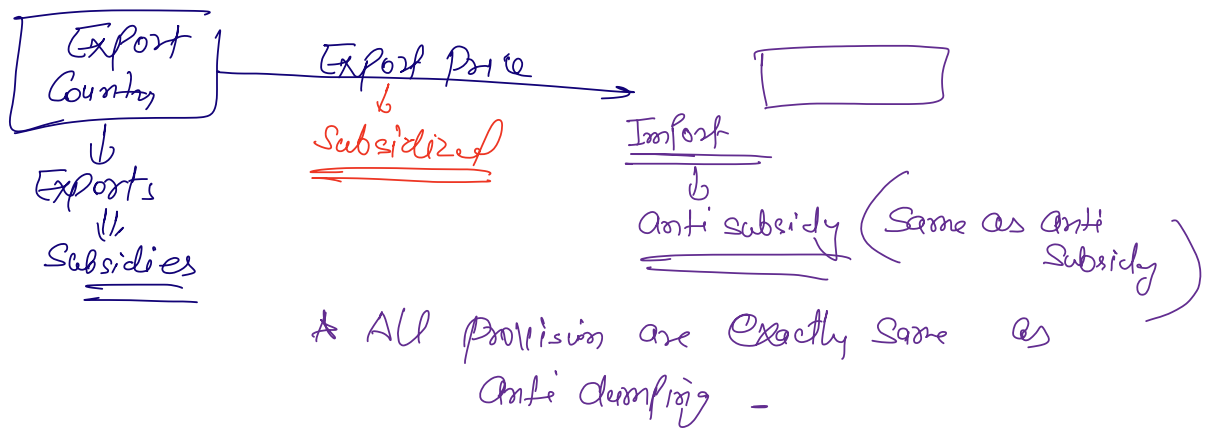 Export
Country
Export Price
Subsidized
Exports
Subsidies
Import
anti subsidy (Same as anti
Subsidy)
* All provision are exactly same as
anti dumping -